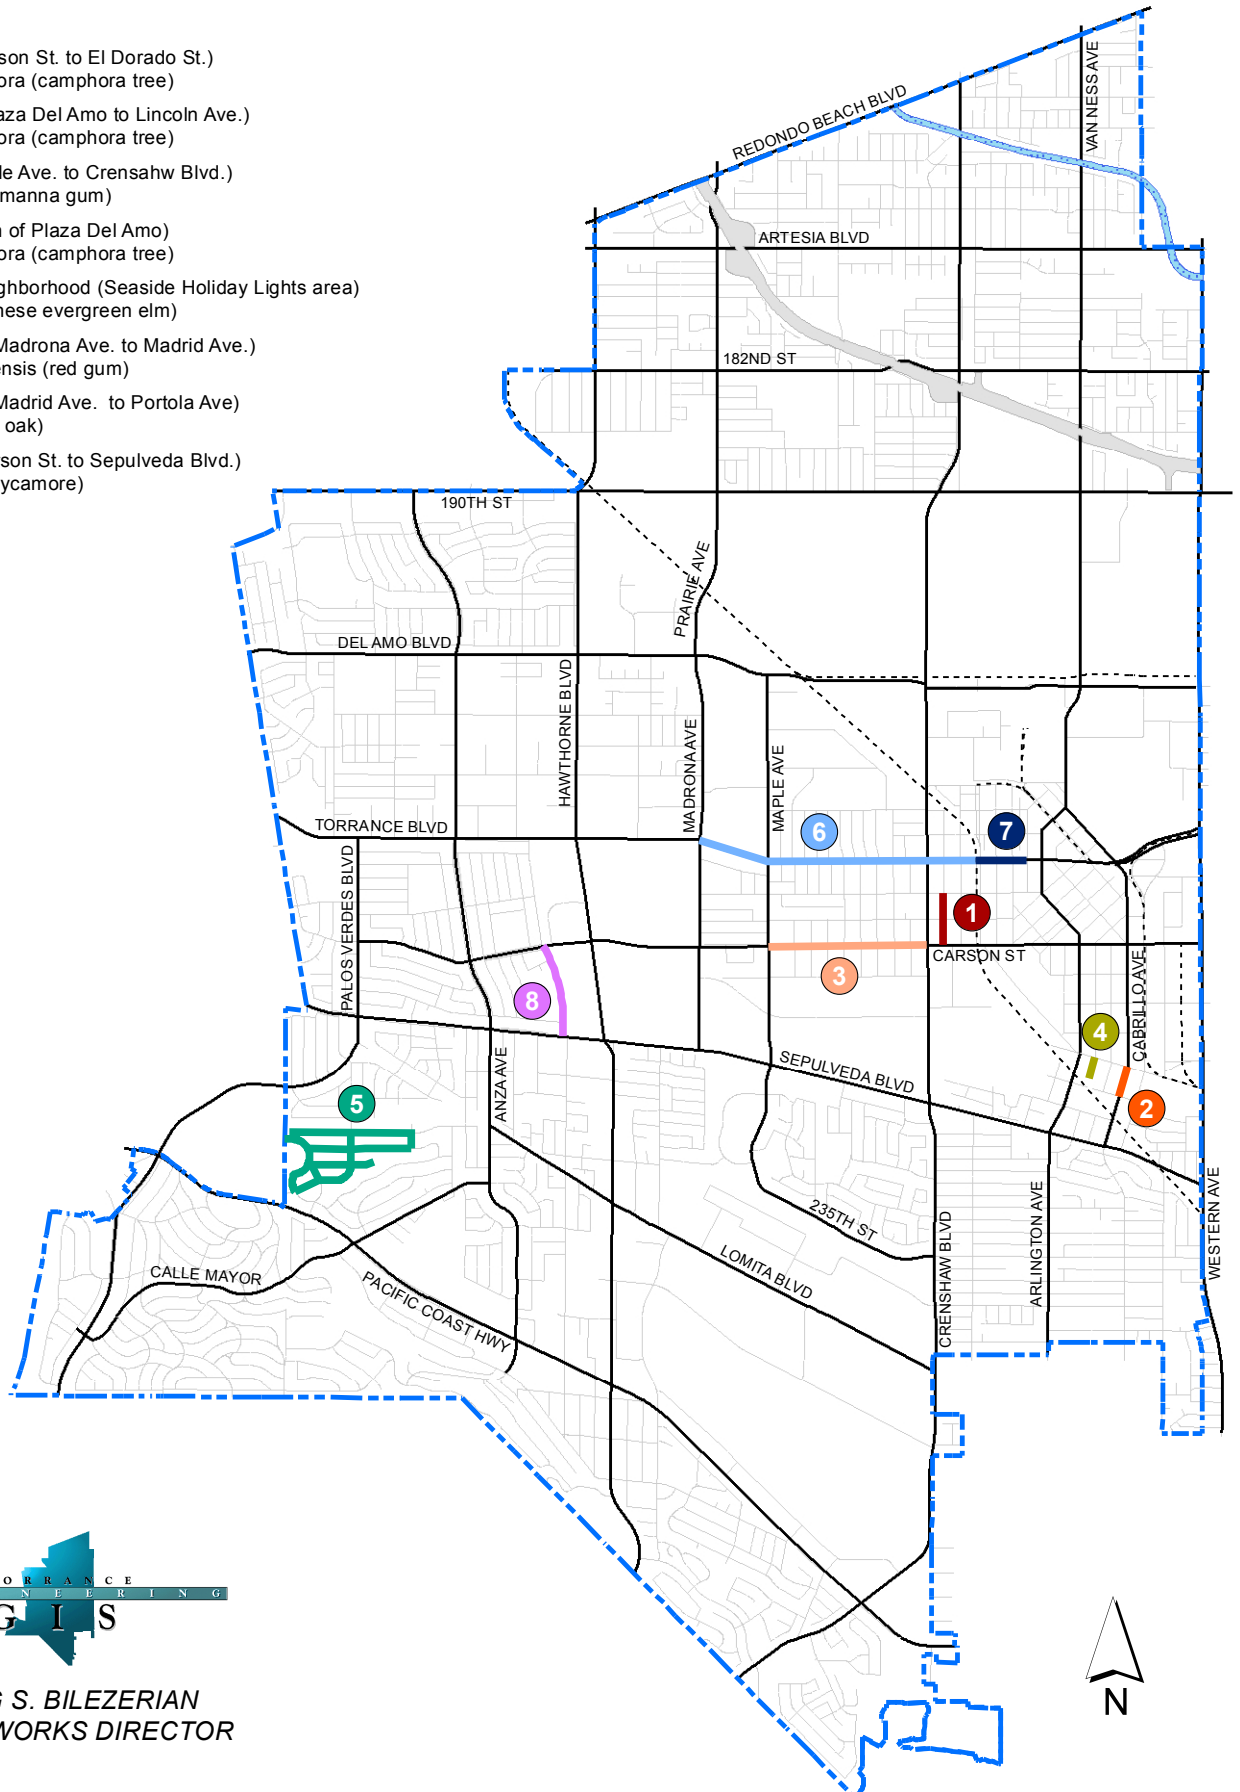 son St. to El Dorado St.)
ora (camphora tree)
aza Del Amo to Lincoln Ave.)
ora (camphora tree)
le Ave. to Crensahw Blvd.)
manna gum)
n of Plaza Del Amo)
ora (camphora tree)
ghborhood (Seaside Holiday Lights area)
nese evergreen elm)
Madrona Ave. to Madrid Ave.)
ensis (red gum)
Madrid Ave. to Portola Ave)
oak)
rson St. to Sepulveda Blvd.)
ycamore)
REDONDO BEACH BLVD
VAN NESS AVE
ARTESIA BLVD
182ND ST
190TH ST
PRAIRIE AVE
DEL AMO BLVD
HAWTHORNE BLVD
MADRONA AVE
MAPLE AVE
TORRANCE BLVD
6
7
PALOS VERDES BLVD
1
CARSON ST
3
8
CABRILLO AVE
4
SEPULVEDA BLVD
ANZA AVE
5
2
WESTERN AVE
235TH ST
ARLINGTON AVE
CRENSHAW BLVD
LOMITA BLVD
CALLE MAYOR
PACIFIC COAST HWY
O R R A N C E
N E E R I N G
G I S
G S. BILEZERIAN
WORKS DIRECTOR
N